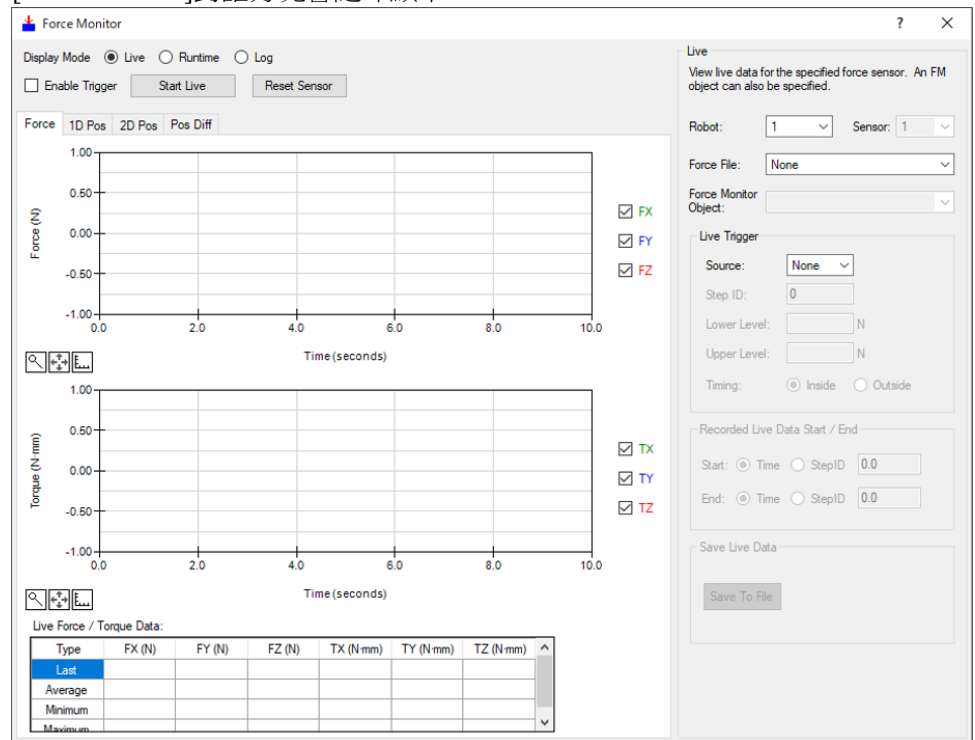 Force Monitor ? ×
Display Mode Live Runtime Log
Enable Trigger Start Live Reset Sensor
Force 1D Pos 2D Pos Pos Diff
1.00
0.50
0.00
-0.50
-1.00
Force (N)
0.0 2.0 4.0 6.0 8.0 10.0
Time (seconds)
FX
FY
FZ
1.00
0.50
0.00
-0.50
-1.00
Torque (N·mm)
0.0 2.0 4.0 6.0 8.0 10.0
Time (seconds)
TX
TY
TZ
Live Force / Torque Data:
Type FX (N) FY (N) FZ (N) TX (N·mm) TY (N·mm) TZ (N·mm)
Last
Average
Minimum
Maximum
Live
View live data for the specified force sensor. An FM
object can also be specified.
Robot: 1 Sensor: 1
Force File: None
Force Monitor
Object:
Live Trigger
Source: None
Step ID: 0
Lower Level: N
Upper Level: N
Timing: Inside Outside
Recorded Live Data Start / End
Start: Time StepID 0.0
End: Time StepID 0.0
Save Live Data
Save To File